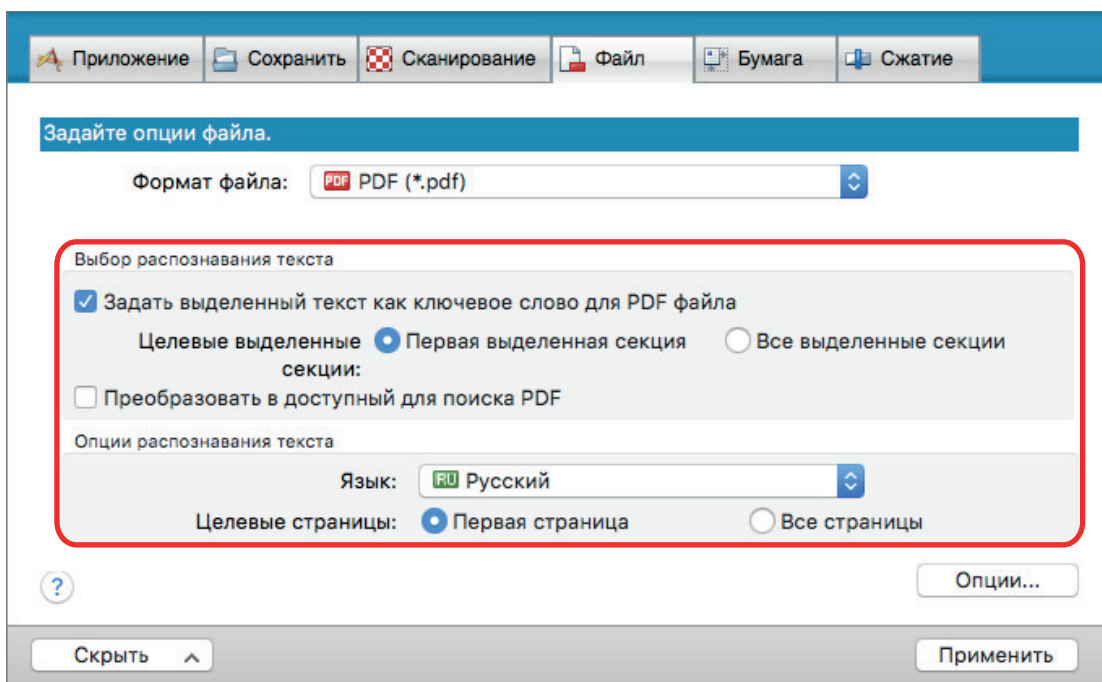 Приложение Сохранить Сканирование Файл Бумага Сжатие
Задайте опции файла.
Формат файла: PDF PDF (*.pdf)
Выбор распознавания текста
Задать выделенный текст как ключевое слово для PDF файла
Целевые выделенные Первая выделенная секция Все выделенные секции
секции:
Преобразовать в доступный для поиска PDF
Опции распознавания текста
Язык: RU Русский
Целевые страницы: Первая страница Все страницы
? Опции...
Скрыть Применить